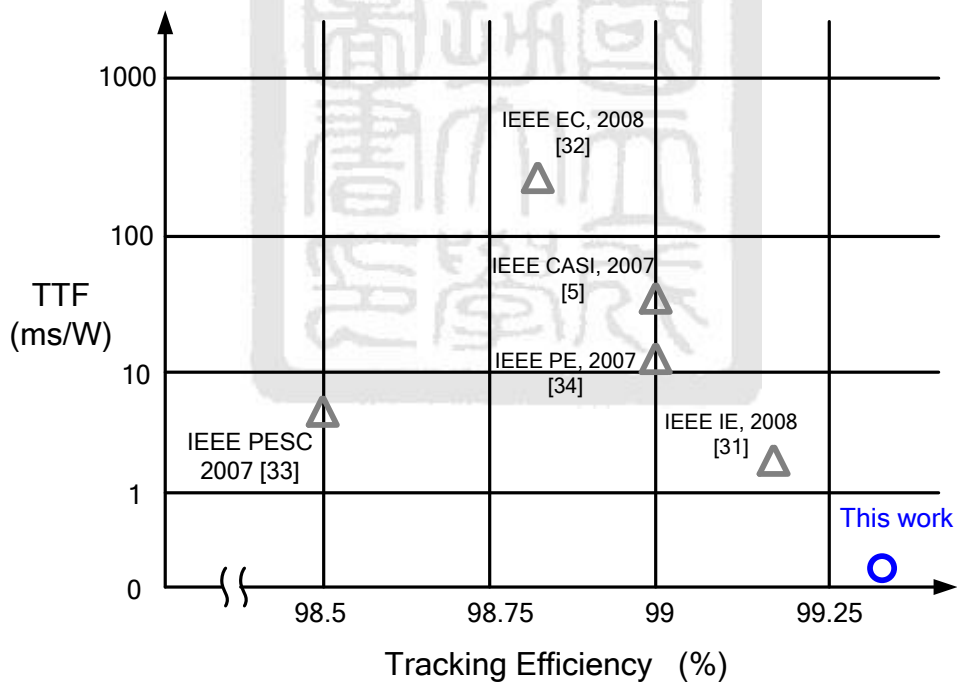 1000
IEEE EC, 2008
[32]
100
IEEE CASI, 2007
[5]
TTF
(ms/W)
IEEE PE, 2007
[34]
10
IEEE IE, 2008
[31]
IEEE PESC
2007 [33]
1
This work
0
98.5
98.75
99
99.25
Tracking Efficiency (%)